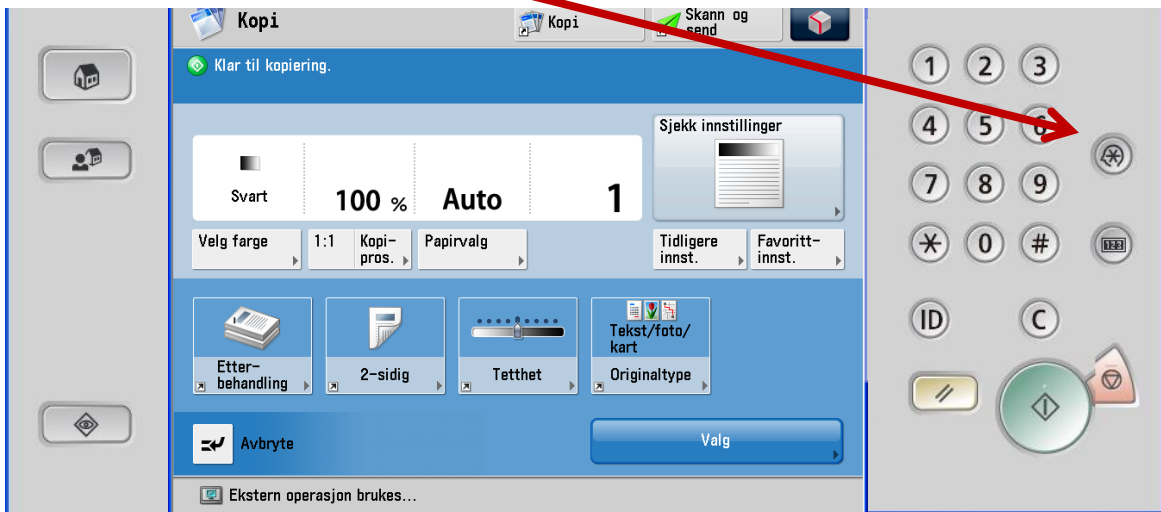 Kopi
Kopi
Skann og
send
Klar til kopiering.
Sjekk innstillinger
Svart
100 %
Auto
1
Velg farge
1:1
Kopi-
pros.
Papirvalg
Tidligere
innst.
Favoritt-
innst.
Etter-
behandling
2-sidig
Tetthet
Tekst/foto/
kart
Originaltype
Avbryte
Valg
Ekstern operasjon brukes...
1 2 3
4 5 6
7 8 9
0 #
ID C